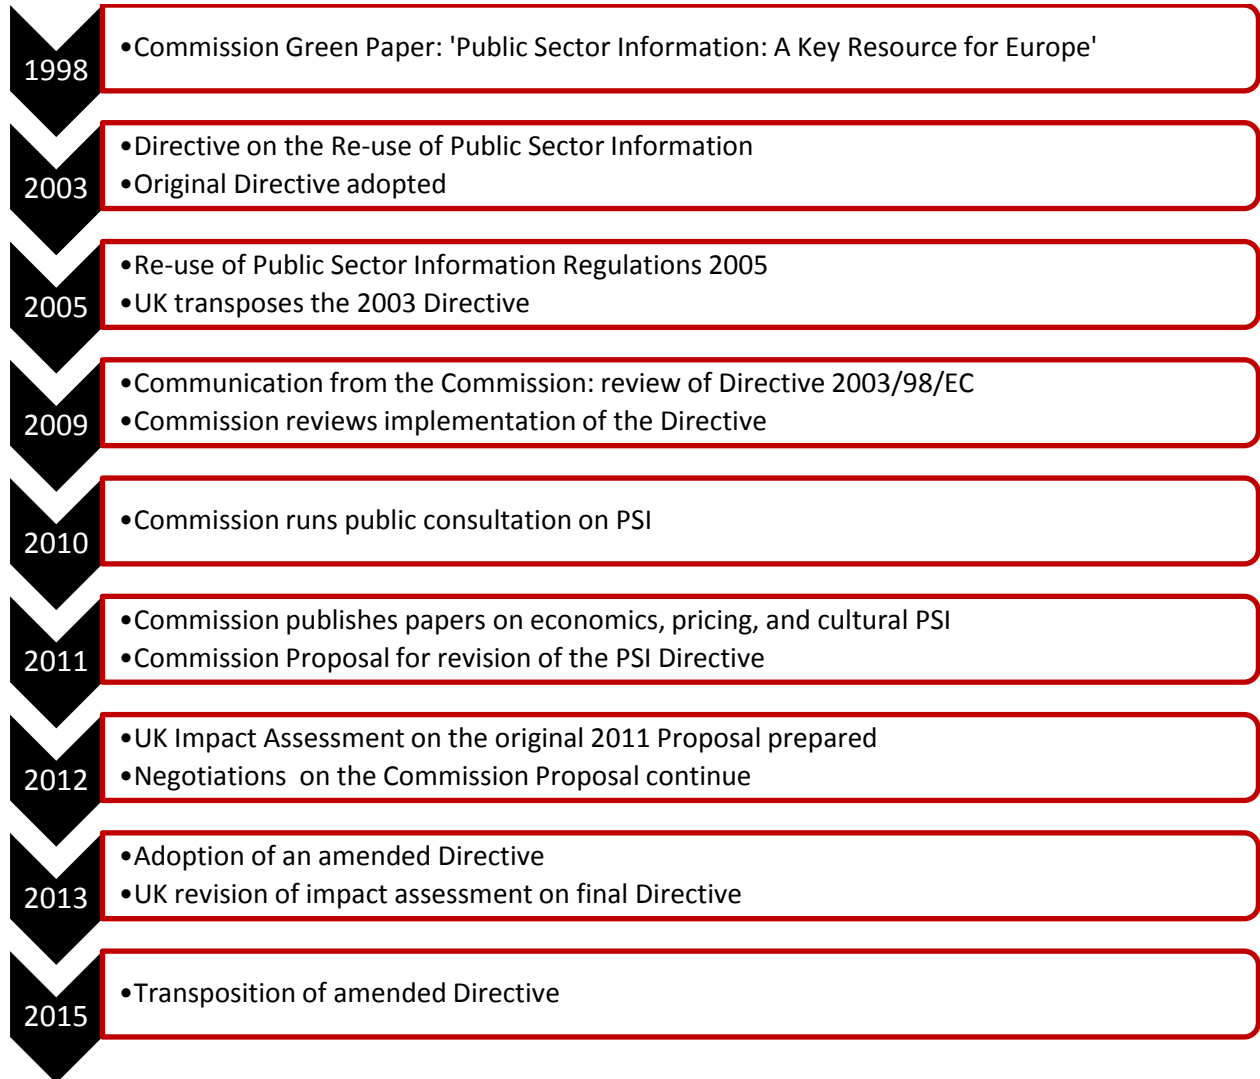 1998
•Commission Green Paper: 'Public Sector Information: A Key Resource for Europe'
2003
•Directive on the Re-use of Public Sector Information
•Original Directive adopted
2005
•Re-use of Public Sector Information Regulations 2005
•UK transposes the 2003 Directive
2009
•Communication from the Commission: review of Directive 2003/98/EC
•Commission reviews implementation of the Directive
2010
•Commission runs public consultation on PSI
2011
•Commission publishes papers on economics, pricing, and cultural PSI
•Commission Proposal for revision of the PSI Directive
2012
•UK Impact Assessment on the original 2011 Proposal prepared
•Negotiations  on the Commission Proposal continue
2013
•Adoption of an amended Directive
•UK revision of impact assessment on final Directive
2015
•Transposition of amended Directive